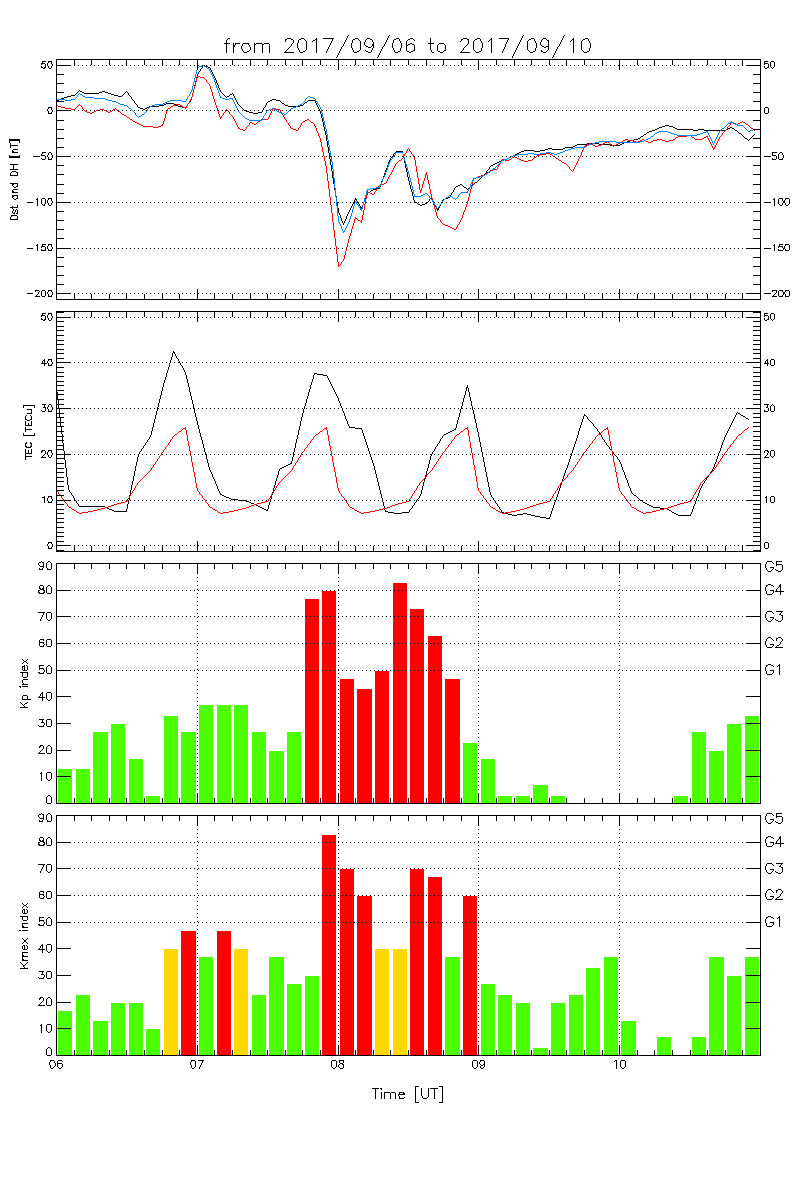 from 2017/09/06 to 2017/09/10
50 50
0 0
Dst and DH [nT]
−50 −50
−100 −100
−150 −150
−200 −200
50 50
40 40
30 30
TEC [TECu]
20 20
10 10
0 0
90 G5
80 G4
70 G3
60 G2
50 G1
Kp index
40
30
20
10
0
90 G5
80 G4
70 G3
60 G2
50 G1
Kmex index
40
30
20
10
0
06 07 08 09 10
Time [UT]